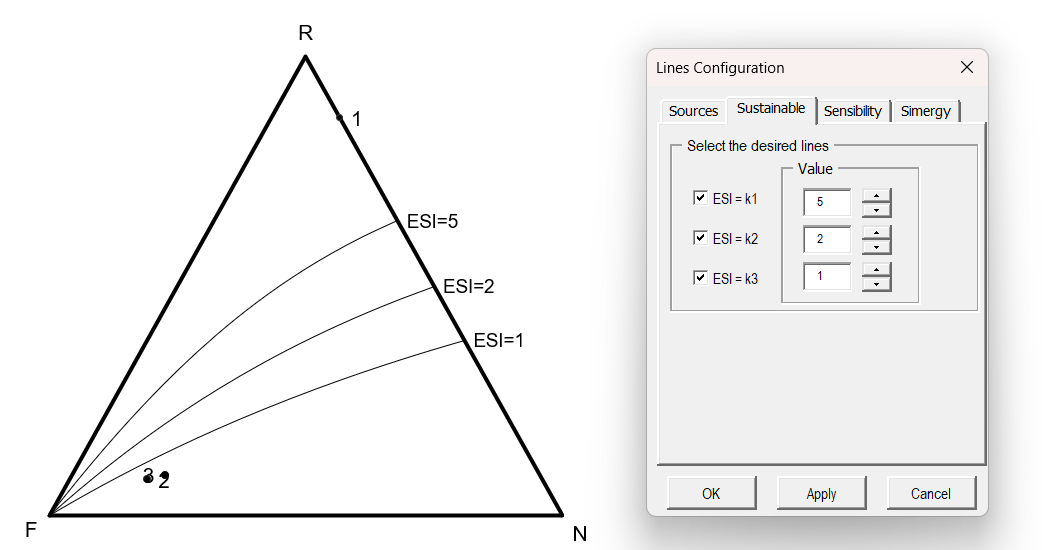 R
1
ESI=5
ESI=2
ESI=1
3
2
F
N
Lines Configuration
Sources Sustainable Sensibility Simergy
Select the desired lines
Value
ESI = k1 5
ESI = k2 2
ESI = k3 1
OK Apply Cancel